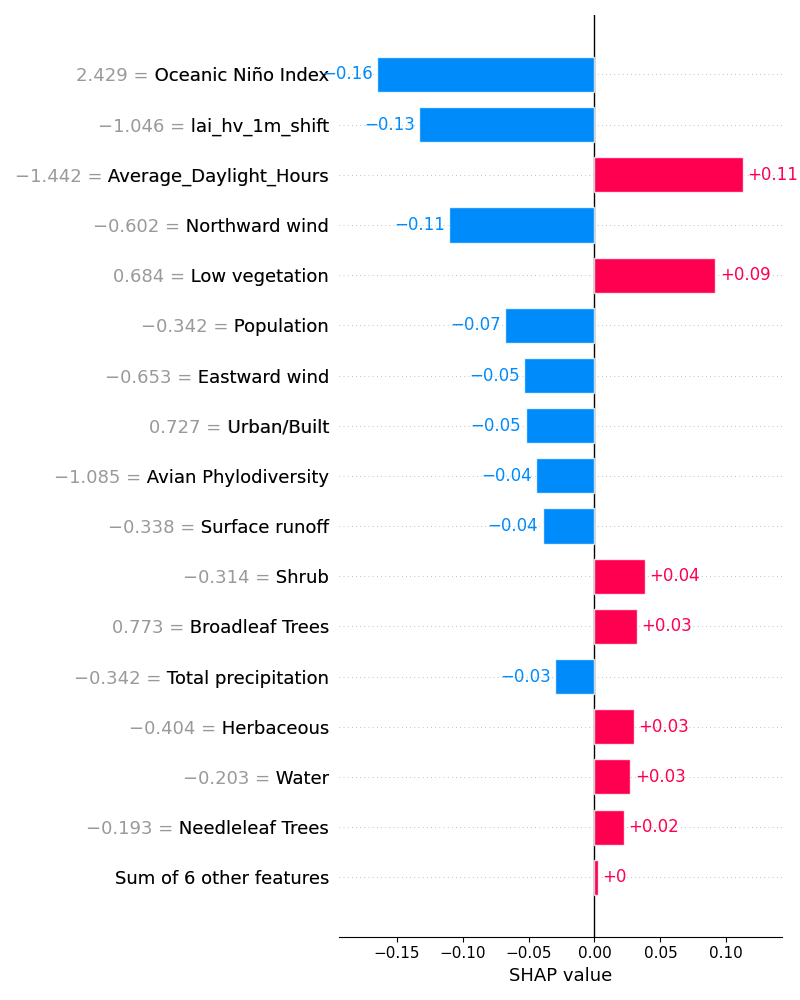 2.429 = Oceanic Niño Index −0.16
−1.046 = lai_hv_1m_shift −0.13
−1.442 = Average_Daylight_Hours +0.11
−0.602 = Northward wind −0.11
0.684 = Low vegetation +0.09
−0.342 = Population −0.07
−0.653 = Eastward wind −0.05
0.727 = Urban/Built −0.05
−1.085 = Avian Phylodiversity −0.04
−0.338 = Surface runoff −0.04
−0.314 = Shrub +0.04
0.773 = Broadleaf Trees +0.03
−0.342 = Total precipitation −0.03
−0.404 = Herbaceous +0.03
−0.203 = Water +0.03
−0.193 = Needleleaf Trees +0.02
Sum of 6 other features +0
−0.15 −0.10 −0.05 0.00 0.05 0.10
SHAP value